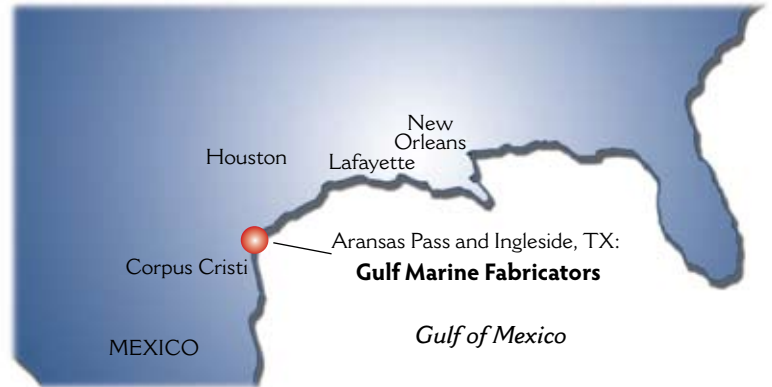 New
Orleans
Houston
Lafayette
Aransas Pass and Ingleside, TX:
Gulf Marine Fabricators
Corpus Cristi
Gulf of Mexico
MEXICO